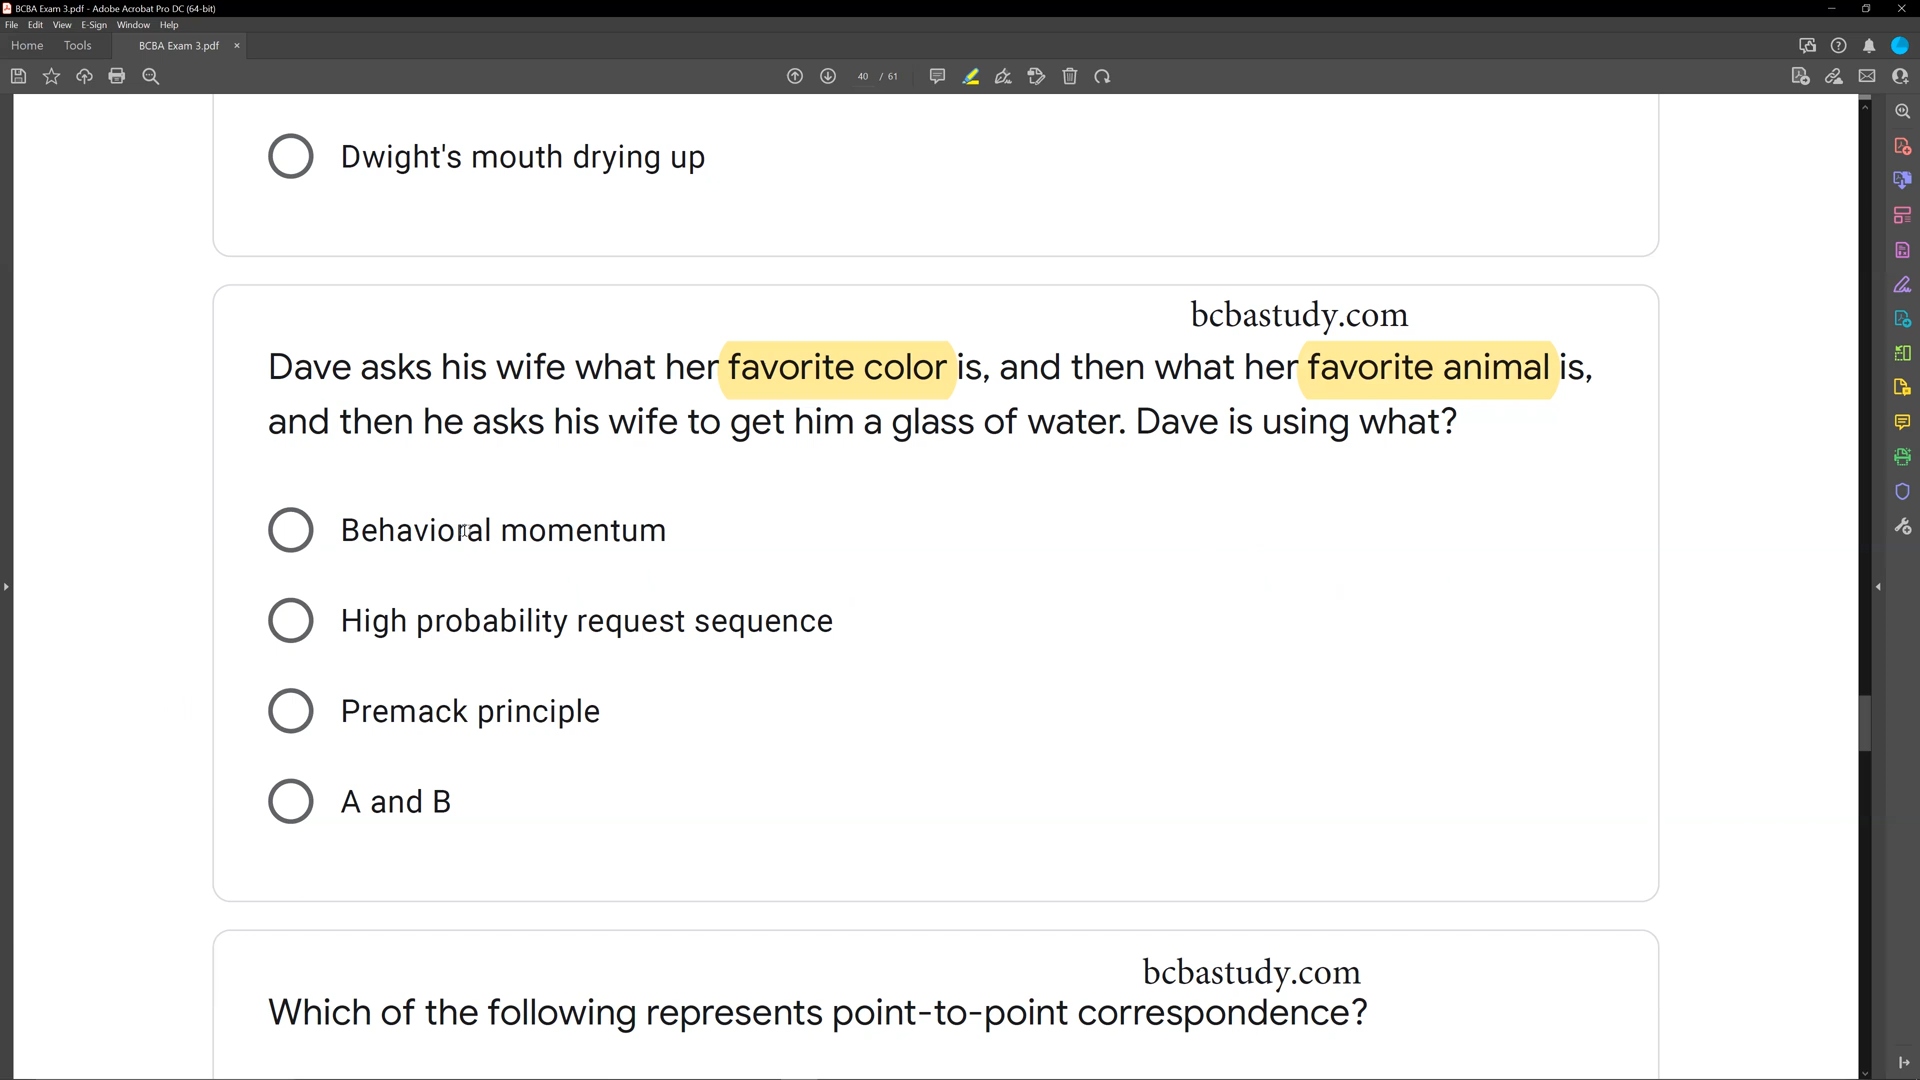 BCBA Exam 3.pdf - Adobe Acrobat Pro DC (64-bit)
File Edit View E-Sign Window Help
Home Tools BCBA Exam 3.pdf ×
40 / 61
Dwight's mouth drying up
bcbastudy.com
Dave asks his wife what her favorite color is, and then what her favorite animal is,
and then he asks his wife to get him a glass of water. Dave is using what?
Behavioral momentum
High probability request sequence
Premack principle
A and B
bcbastudy.com
Which of the following represents point-to-point correspondence?